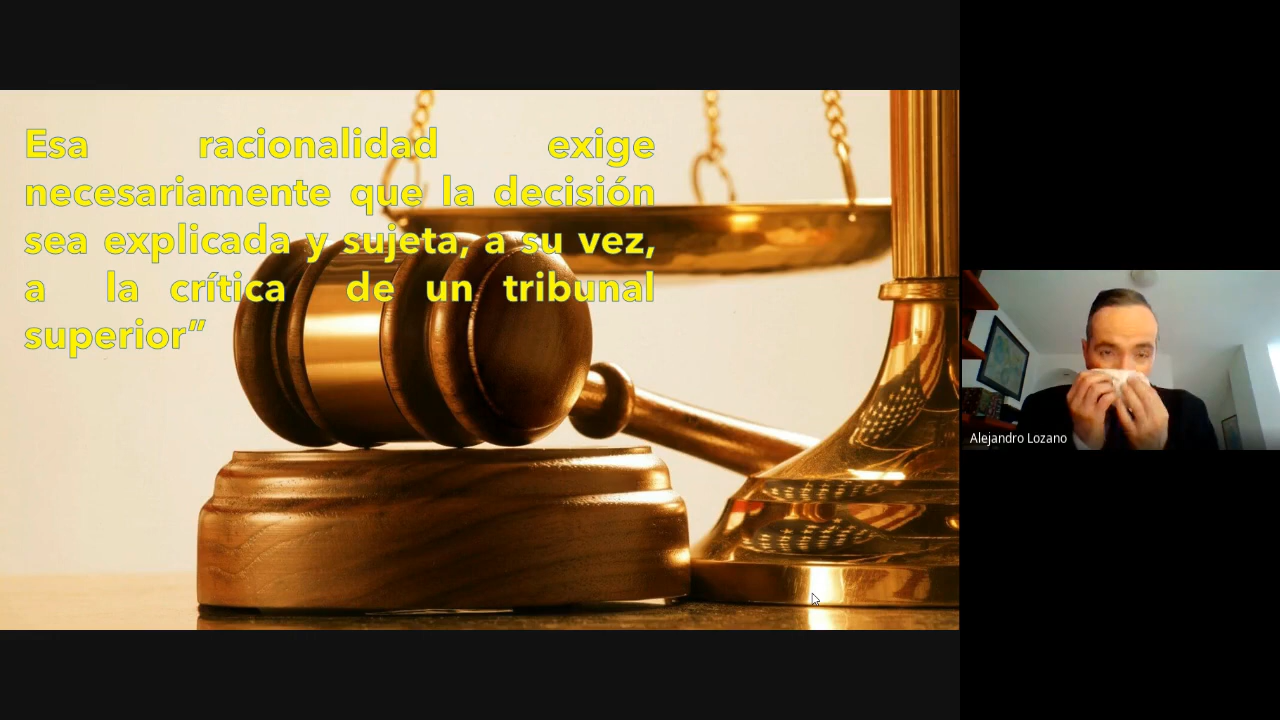 Esa racionalidad exige
necesariamente que la decisión
sea explicada y sujeta, a su vez,
a la crítica de un tribunal
superior”
Alejandro Lozano